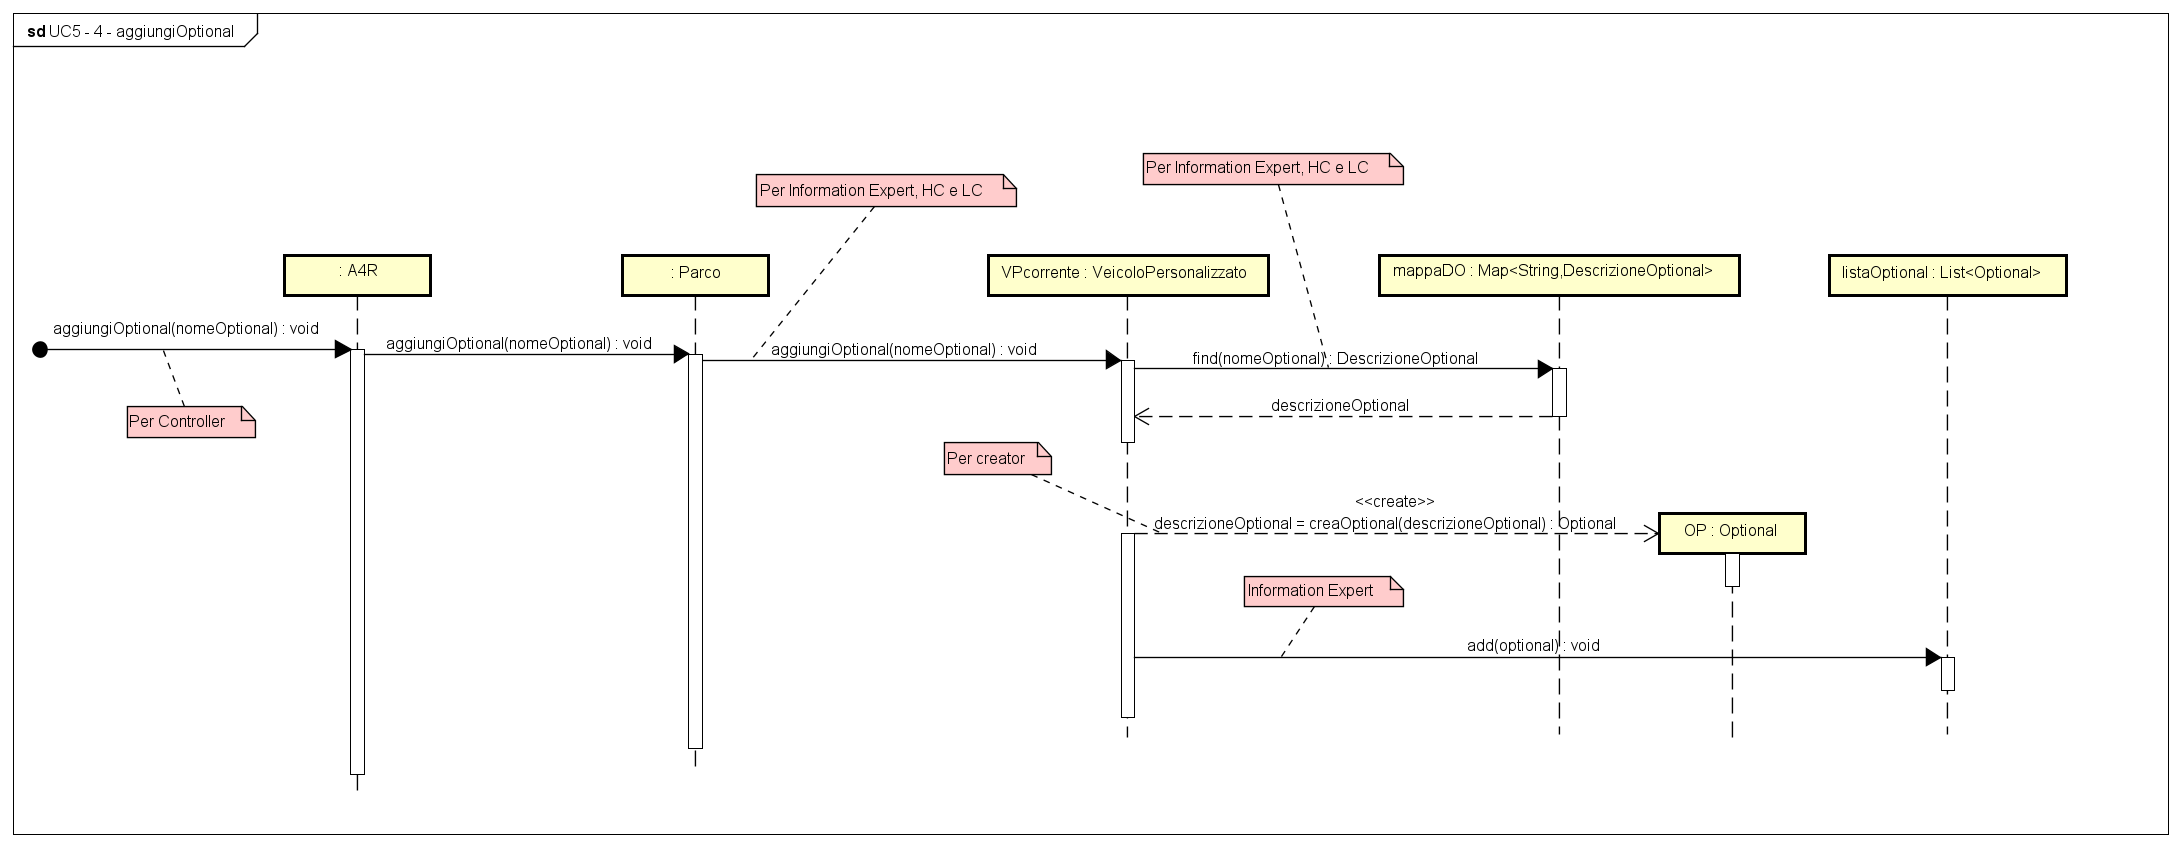 sd UC5 - 4 - aggiungiOptional
Per Information Expert, HC e LC
Per Information Expert, HC e LC
: A4R
: Parco
VPcorrente : VeicoloPersonalizzato
mappaDO : Map<String,DescrizioneOptional>
listaOptional : List<Optional>
aggiungiOptional(nomeOptional) : void
aggiungiOptional(nomeOptional) : void
aggiungiOptional(nomeOptional) : void
find(nomeOptional) : DescrizioneOptional
descrizioneOptional
Per Controller
Per creator
<<create>>
descrizioneOptional = creaOptional(descrizioneOptional) : Optional
OP : Optional
Information Expert
add(optional) : void